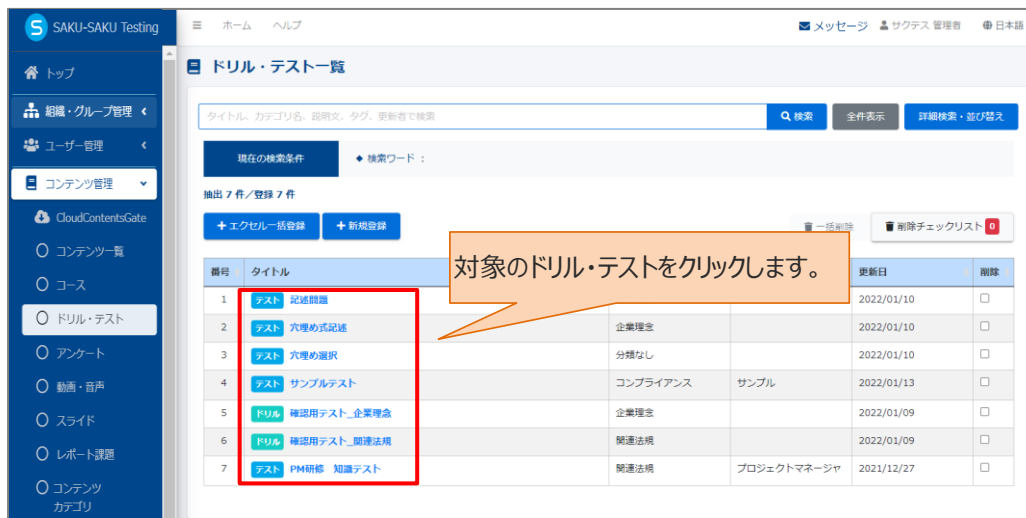 SAKU-SAKU Testing
ホーム ヘルプ
メッセージ サクテス 管理者 日本語
トップ
ドリル・テスト一覧
組織・グループ管理
タイトル、カテゴリ名、説明文、タグ、更新者で検索 検索 全件表示 詳細検索・並び替え
ユーザー管理
現在の検索条件 ◆ 検索ワード :
コンテンツ管理
抽出 7 件/登録 7 件
CloudContentsGate
+エクセル一括登録 +新規登録 一括削除 削除チェックリスト 0
コンテンツ一覧
対象のドリル・テストをクリックします。
コース
番号 タイトル 更新日 削除
1 テスト 記述問題 2022/01/10
ドリル・テスト
2 テスト 穴埋め式記述 企業理念 2022/01/10
アンケート
3 テスト 穴埋め選択 分類なし 2022/01/10
動画・音声
4 テスト サンプルテスト コンプライアンス サンプル 2022/01/13
スライド
5 ドリル 確認用テスト_企業理念 企業理念 2022/01/09
6 ドリル 確認用テスト_関連法規 関連法規 2022/01/09
レポート課題
7 テスト PM研修 知識テスト 関連法規 プロジェクトマネージャ 2021/12/27
コンテンツ
カテゴリ